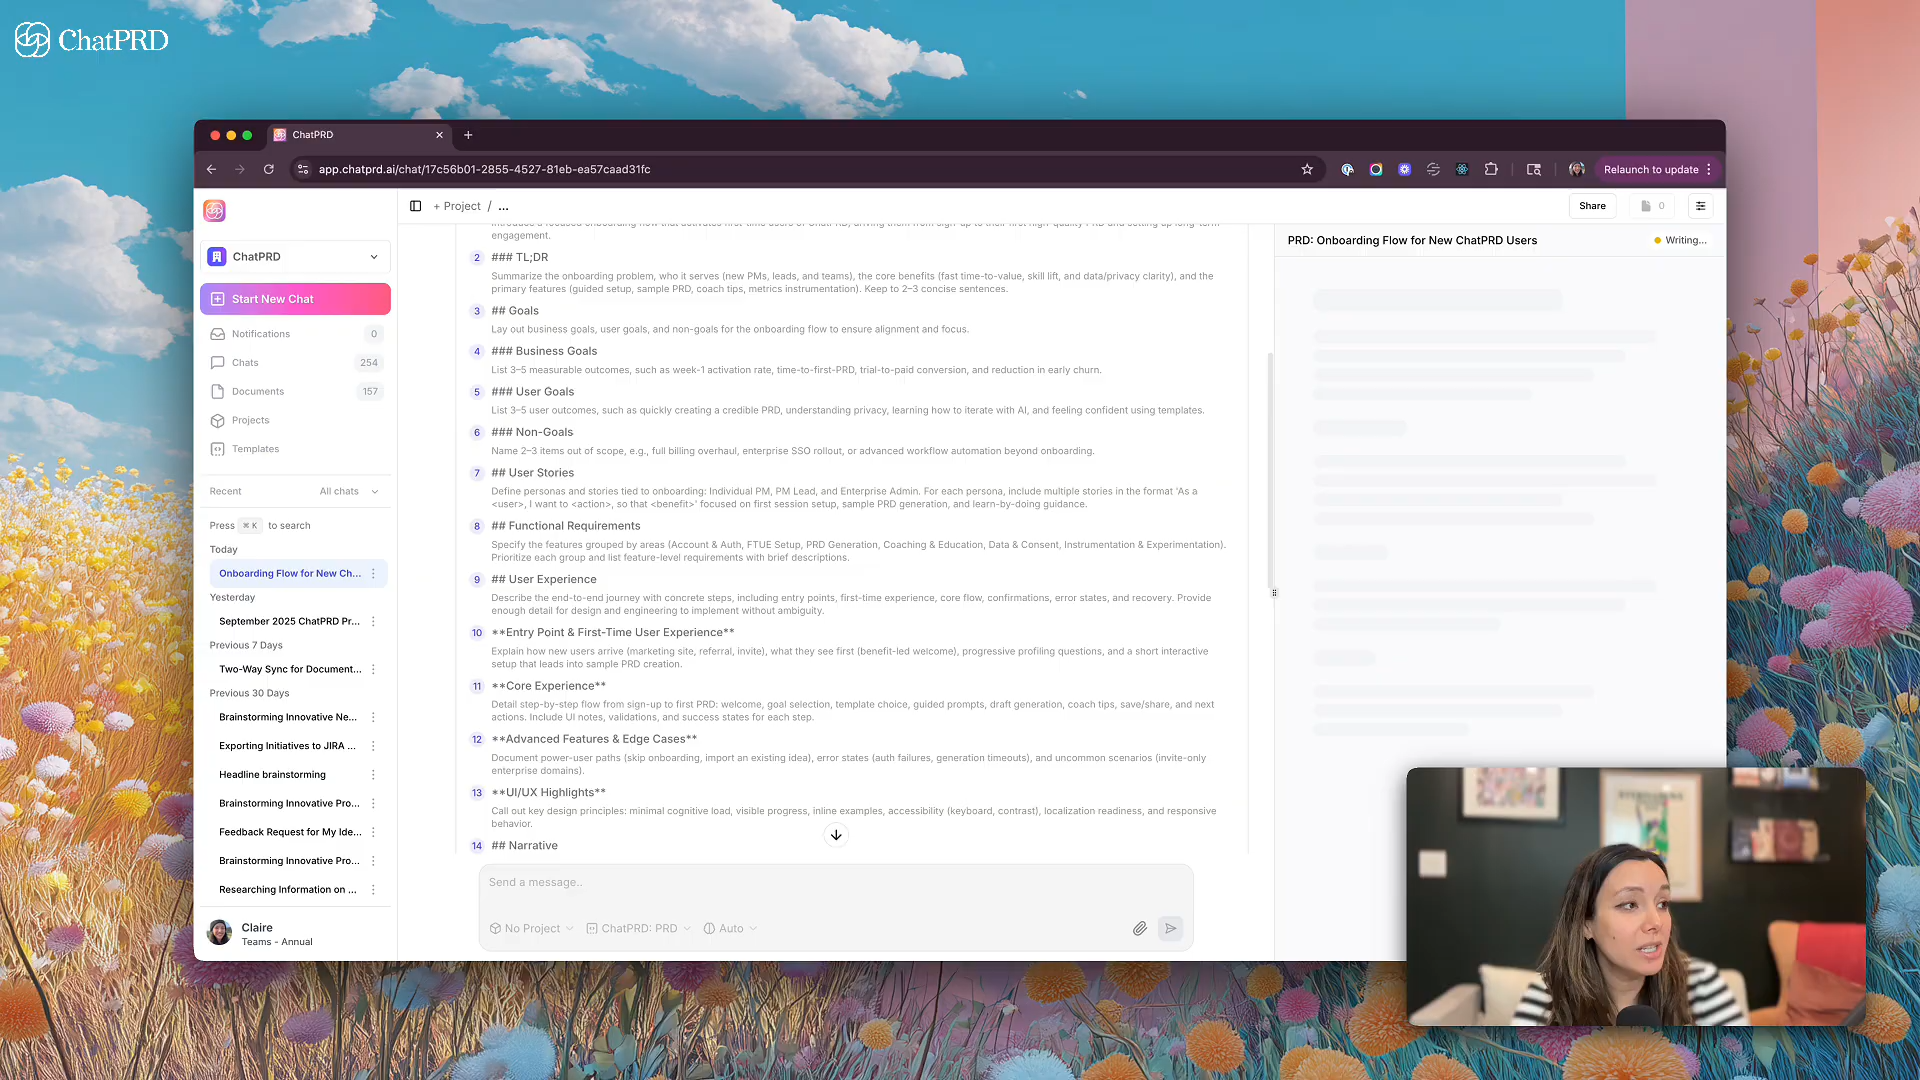 ChatPRD
ChatPRD
app.chatprd.ai/chat/17c56b01-2855-4527-81eb-ea57caad31fc
Relaunch to update
ChatPRD
Start New Chat
Notifications 0
Chats 254
Documents 157
Projects
Templates
Recent All chats
Press ⌘ K to search
Today
Onboarding Flow for New Ch...
Yesterday
September 2025 ChatPRD Pr...
Previous 7 Days
Two-Way Sync for Document...
Previous 30 Days
Brainstorming Innovative Ne...
Exporting Initiatives to JIRA ...
Headline brainstorming
Brainstorming Innovative Pro...
Feedback Request for My Ide...
Brainstorming Innovative Pro...
Researching Information on ...
Claire
Teams - Annual
+ Project / ...
Share
0
engagement.
2 ### TL;DR
Summarize the onboarding problem, who it serves (new PMs, leads, and teams), the core benefits (fast time-to-value, skill lift, and data/privacy clarity), and the
primary features (guided setup, sample PRD, coach tips, metrics instrumentation). Keep to 2–3 concise sentences.
3 ## Goals
Lay out business goals, user goals, and non-goals for the onboarding flow to ensure alignment and focus.
4 ### Business Goals
List 3–5 measurable outcomes, such as week-1 activation rate, time-to-first-PRD, trial-to-paid conversion, and reduction in early churn.
5 ### User Goals
List 3–5 user outcomes, such as quickly creating a credible PRD, understanding privacy, learning how to iterate with AI, and feeling confident using templates.
6 ### Non-Goals
Name 2–3 items out of scope, e.g., full billing overhaul, enterprise SSO rollout, or advanced workflow automation beyond onboarding.
7 ## User Stories
Define personas and stories tied to onboarding: Individual PM, PM Lead, and Enterprise Admin. For each persona, include multiple stories in the format 'As a
<user>, I want to <action>, so that <benefit>' focused on first session setup, sample PRD generation, and learn-by-doing guidance.
8 ## Functional Requirements
Specify the features grouped by areas (Account & Auth, FTUE Setup, PRD Generation, Coaching & Education, Data & Consent, Instrumentation & Experimentation).
Prioritize each group and list feature-level requirements with brief descriptions.
9 ## User Experience
Describe the end-to-end journey with concrete steps, including entry points, first-time experience, core flow, confirmations, error states, and recovery. Provide
enough detail for design and engineering to implement without ambiguity.
10 **Entry Point & First-Time User Experience**
Explain how new users arrive (marketing site, referral, invite), what they see first (benefit-led welcome), progressive profiling questions, and a short interactive
setup that leads into sample PRD creation.
11 **Core Experience**
Detail step-by-step flow from sign-up to first PRD: welcome, goal selection, template choice, guided prompts, draft generation, coach tips, save/share, and next
actions. Include UI notes, validations, and success states for each step.
12 **Advanced Features & Edge Cases**
Document power-user paths (skip onboarding, import an existing idea), error states (auth failures, generation timeouts), and uncommon scenarios (invite-only
enterprise domains).
13 **UI/UX Highlights**
Call out key design principles: minimal cognitive load, visible progress, inline examples, accessibility (keyboard, contrast), localization readiness, and responsive
behavior.
14 ## Narrative
Send a message..
No Project ChatPRD: PRD Auto
PRD: Onboarding Flow for New ChatPRD Users
Writing...